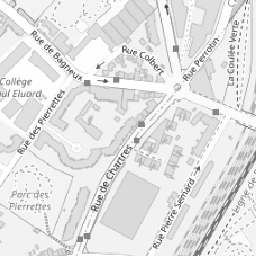 Rue de Bagneux
Rue Colbert
Rue Perrotin
La Coulée Verte
Collège
Paul Eluard
Rue des Pierrettes
Parc des
Pierrettes
Rue de Chartres
Rue Pierre Sémard